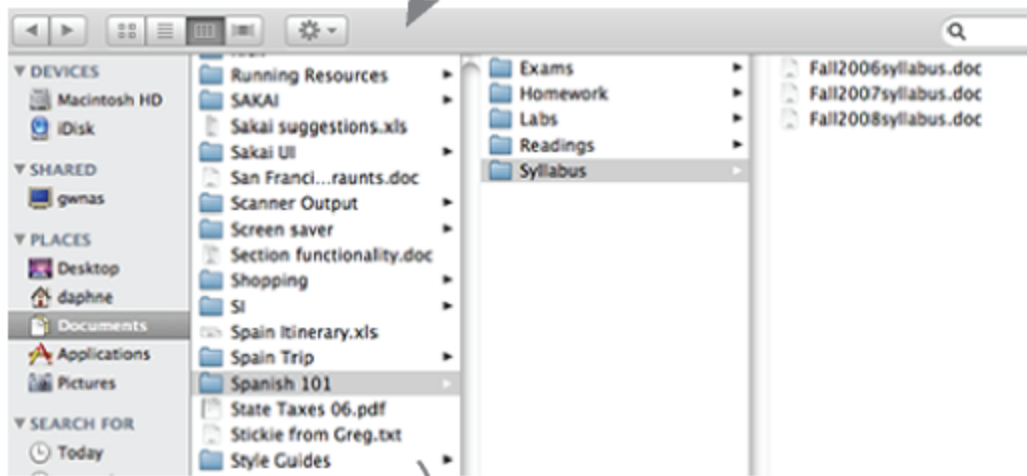 DEVICES
Macintosh HD
iDisk
SHARED
gwnas
PLACES
Desktop
daphne
Documents
Applications
Pictures
SEARCH FOR
Today
Running Resources
SAKAI
Sakai suggestions.xls
Sakai UI
San Franci...raunts.doc
Scanner Output
Screen saver
Section functionality.doc
Shopping
SI
Spain Itinerary.xls
Spain Trip
Spanish 101
State Taxes 06.pdf
Stickie from Greg.txt
Style Guides
Exams
Homework
Labs
Readings
Syllabus
Fall2006syllabus.doc
Fall2007syllabus.doc
Fall2008syllabus.doc